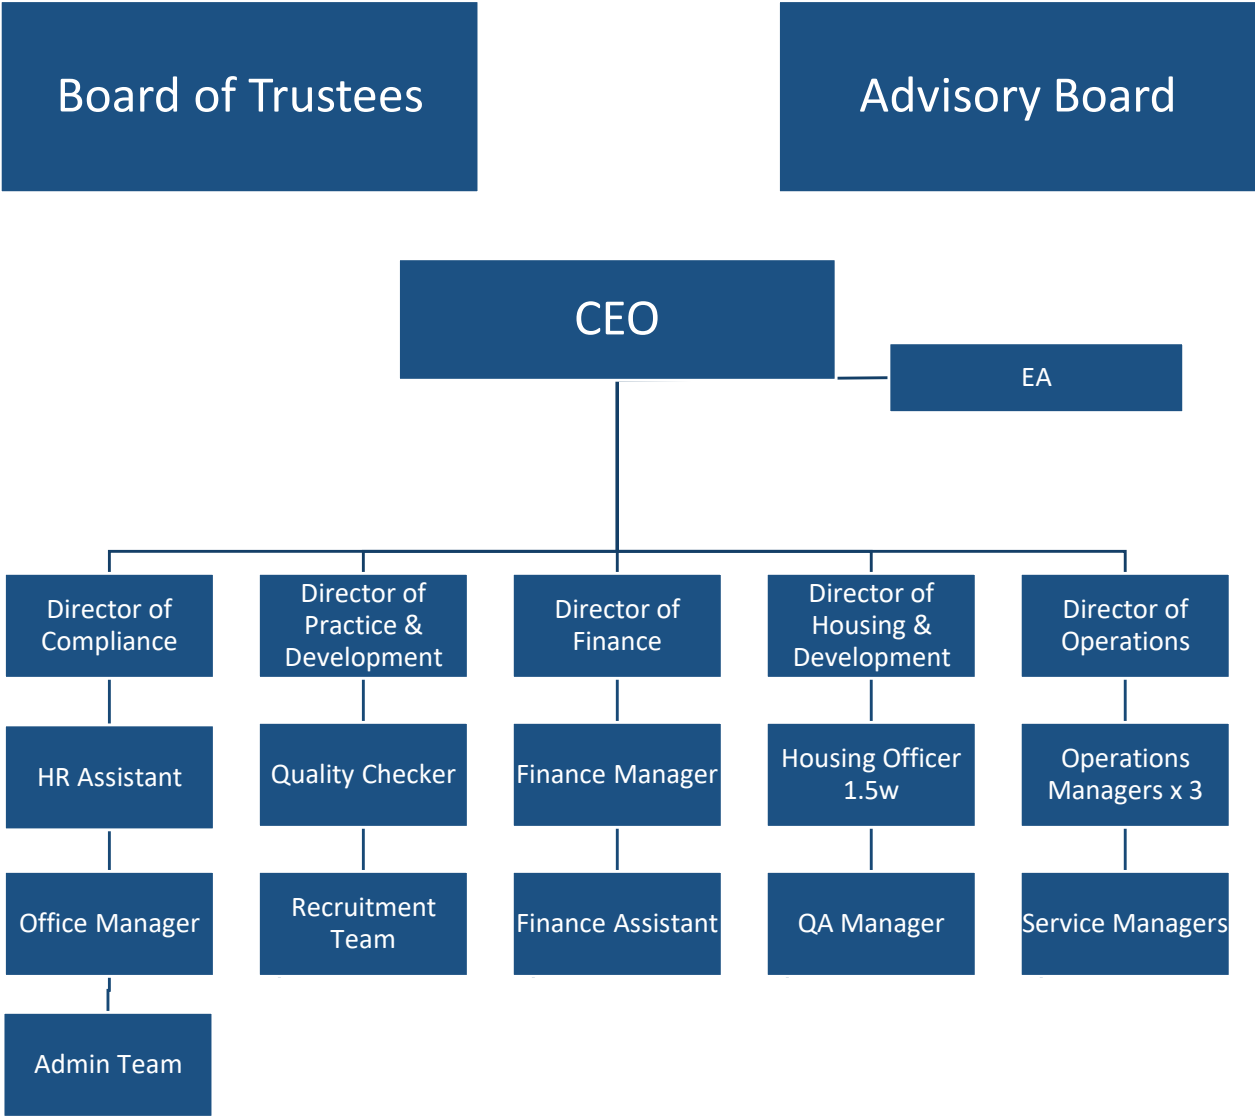 Board of Trustees
Advisory Board
CEO
EA
Director of
Compliance
Director of
Practice &
Development
Director of
Finance
Director of
Housing &
Development
Director of
Operations
HR Assistant
Quality Checker
Finance Manager
Housing Officer
1.5w
Operations
Managers x 3
Office Manager
Recruitment
Team
Finance Assistant
QA Manager
Service Managers
Admin Team